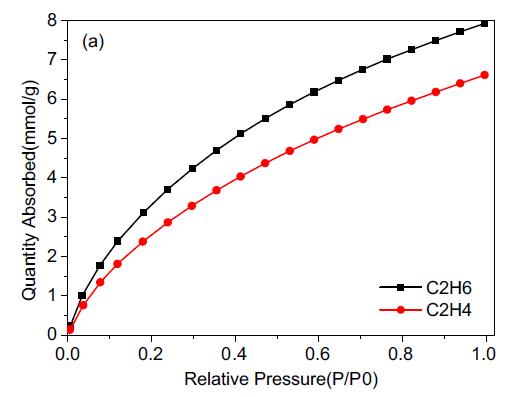 (a)
8
7
6
5
4
3
2
1
0
Quantity Absorbed(mmol/g)
C2H6
C2H4
0.0 0.2 0.4 0.6 0.8 1.0
Relative Pressure(P/P0)